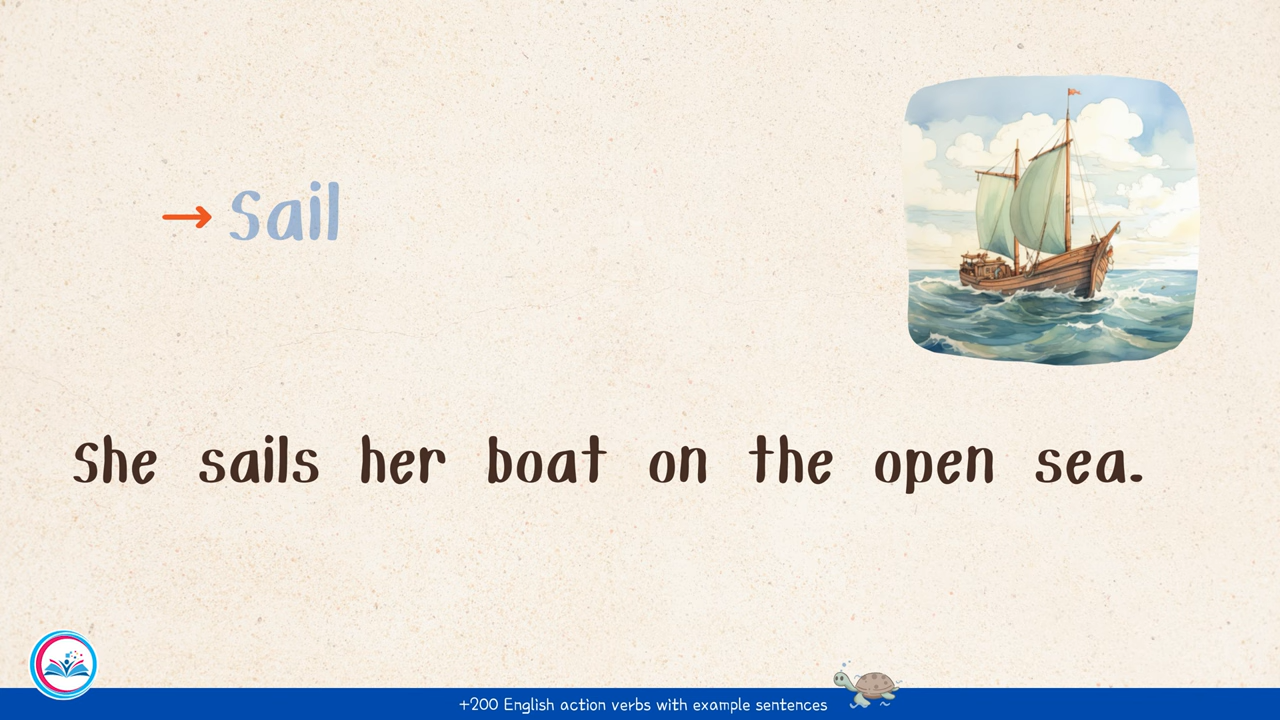 → Sail
She sails her boat on the open sea.
+200 English action verbs with example sentences